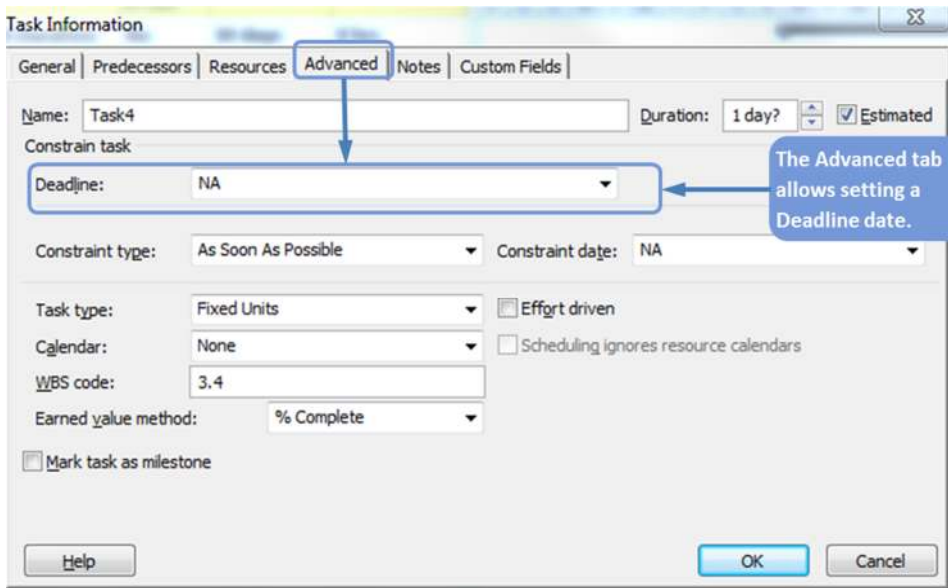 Task Information
General Predecessors Resources Advanced Notes Custom Fields
Name: Task4 Duration: 1 day? Estimated
Constrain task
Deadline: NA
The Advanced tab
allows setting a
Deadline date.
Constraint type: As Soon As Possible Constraint date: NA
Task type: Fixed Units Effort driven
Calendar: None Scheduling ignores resource calendars
WBS code: 3.4
Earned value method: % Complete
Mark task as milestone
Help OK Cancel